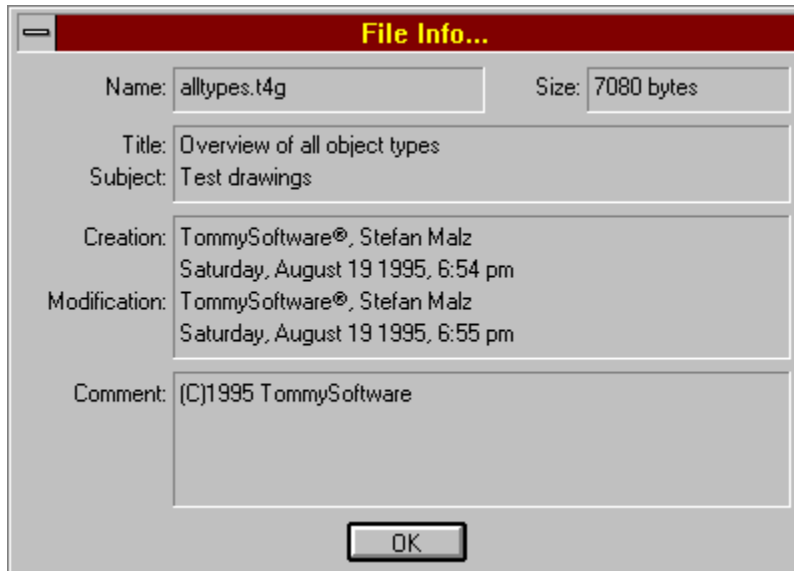 File Info...
Name: alltypes.t4g Size: 7080 bytes
Title: Overview of all object types
Subject: Test drawings
Creation: TommySoftware®, Stefan Malz
Saturday, August 19 1995, 6:54 pm
Modification: TommySoftware®, Stefan Malz
Saturday, August 19 1995, 6:55 pm
Comment: (C)1995 TommySoftware
OK